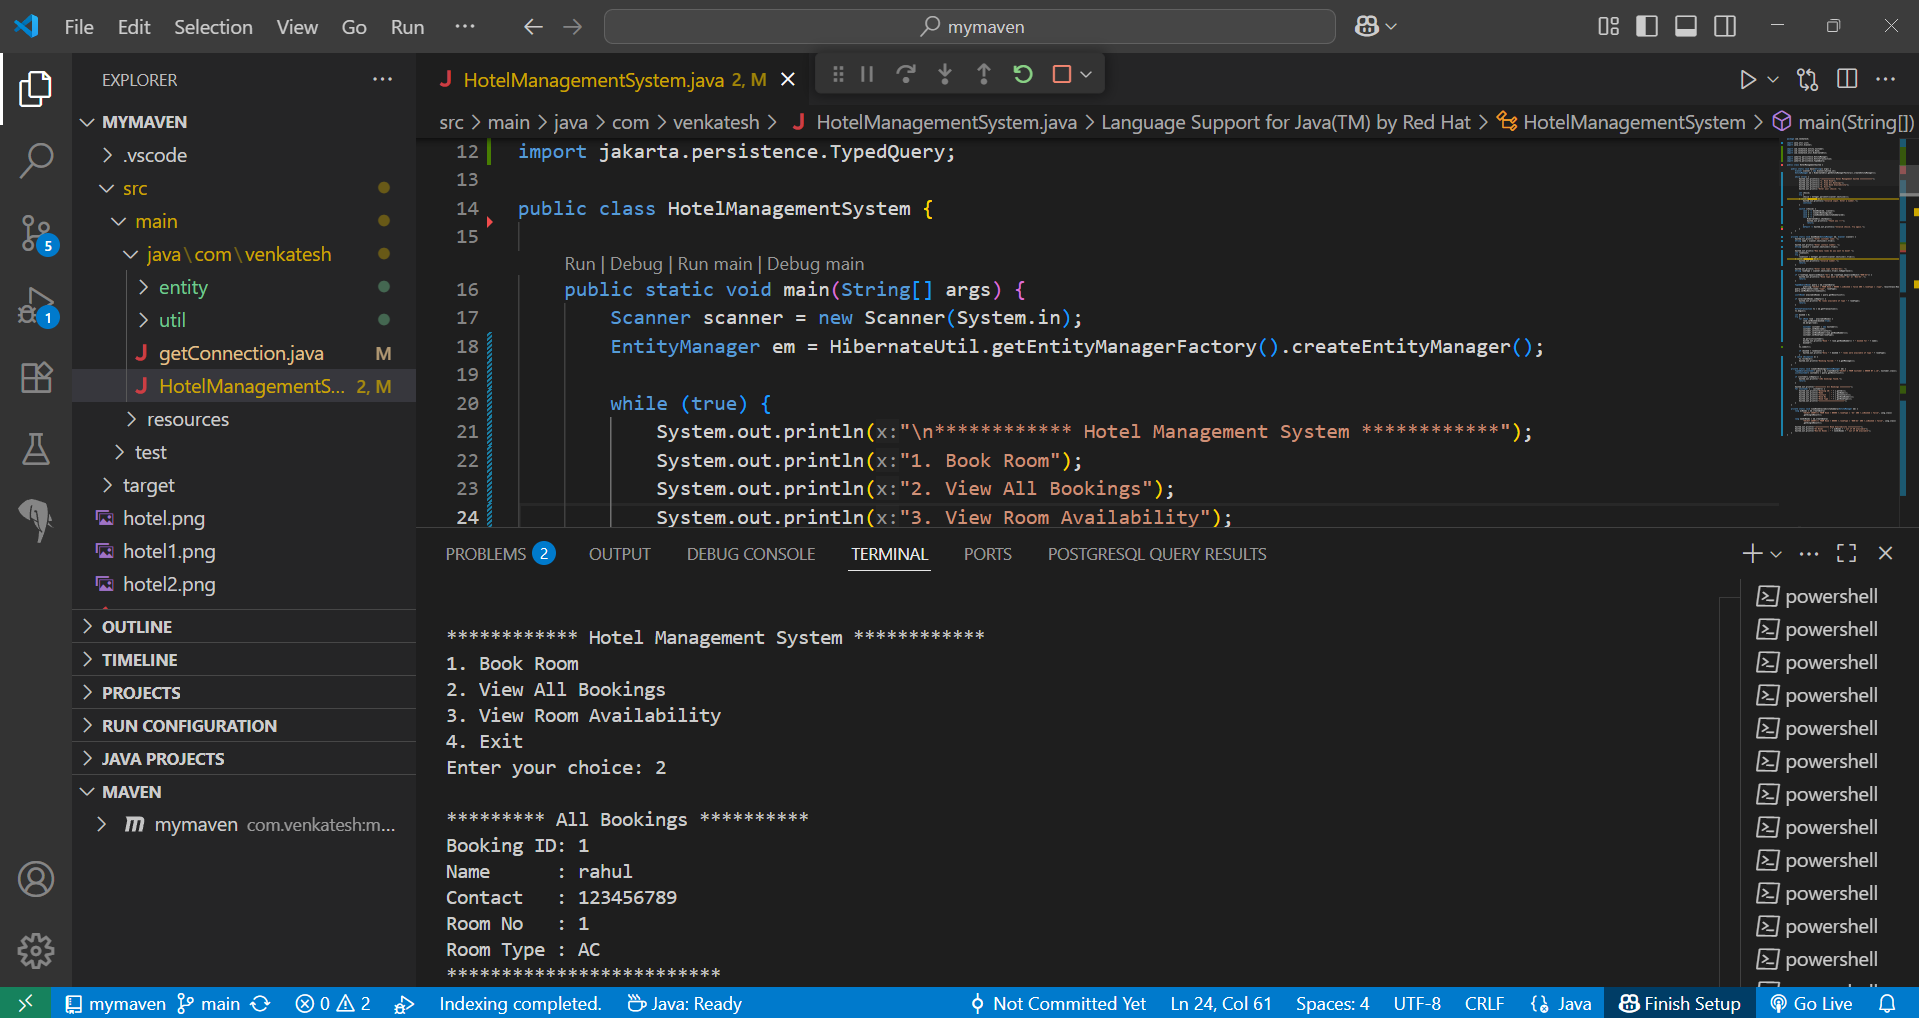 File Edit Selection View Go Run ··· mymaven
EXPLORER ···
MYMAVEN
.vscode
src
main
java\com\venkatesh
entity
util
getConnection.java M
HotelManagementS... 2, M
resources
test
target
hotel.png
hotel1.png
hotel2.png
OUTLINE
TIMELINE
PROJECTS
RUN CONFIGURATION
JAVA PROJECTS
MAVEN
mymaven com.venkatesh:m...
5
1
HotelManagementSystem.java 2, M
src > main > java > com > venkatesh > HotelManagementSystem.java > Language Support for Java(TM) by Red Hat > HotelManagementSystem > main(String[])
12 import jakarta.persistence.TypedQuery;
13
14 public class HotelManagementSystem {
15
Run | Debug | Run main | Debug main
16 public static void main(String[] args) {
17 Scanner scanner = new Scanner(System.in);
18 EntityManager em = HibernateUtil.getEntityManagerFactory().createEntityManager();
19
20 while (true) {
21 System.out.println(x:"\n************ Hotel Management System ************");
22 System.out.println(x:"1. Book Room");
23 System.out.println(x:"2. View All Bookings");
24 System.out.println(x:"3. View Room Availability");
PROBLEMS 2 OUTPUT DEBUG CONSOLE TERMINAL PORTS POSTGRESQL QUERY RESULTS
************ Hotel Management System ************
1. Book Room
2. View All Bookings
3. View Room Availability
4. Exit
Enter your choice: 2
********* All Bookings **********
Booking ID: 1
Name : rahul
Contact : 123456789
Room No : 1
Room Type : AC
*************************
powershell
powershell
powershell
powershell
powershell
powershell
powershell
powershell
powershell
powershell
powershell
powershell
mymaven main 0 2 Indexing completed. Java: Ready Not Committed Yet Ln 24, Col 61 Spaces: 4 UTF-8 CRLF {} Java Finish Setup Go Live